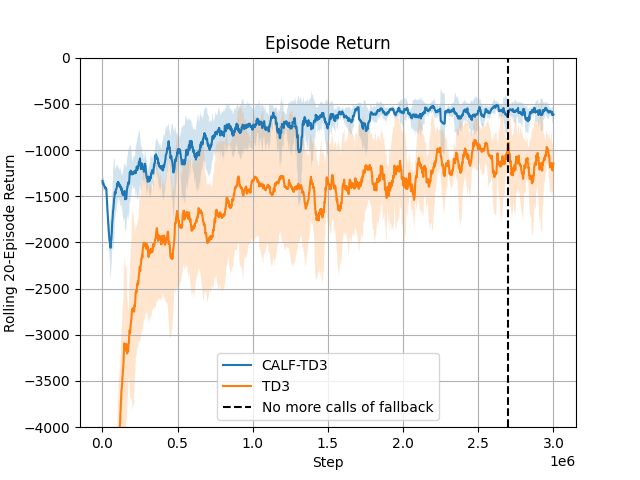 Episode Return
Rolling 20-Episode Return
0
−500
−1000
−1500
−2000
−2500
−3000
−3500
−4000
CALF-TD3
TD3
No more calls of fallback
0.0 0.5 1.0 1.5 2.0 2.5 3.0
Step
1e6